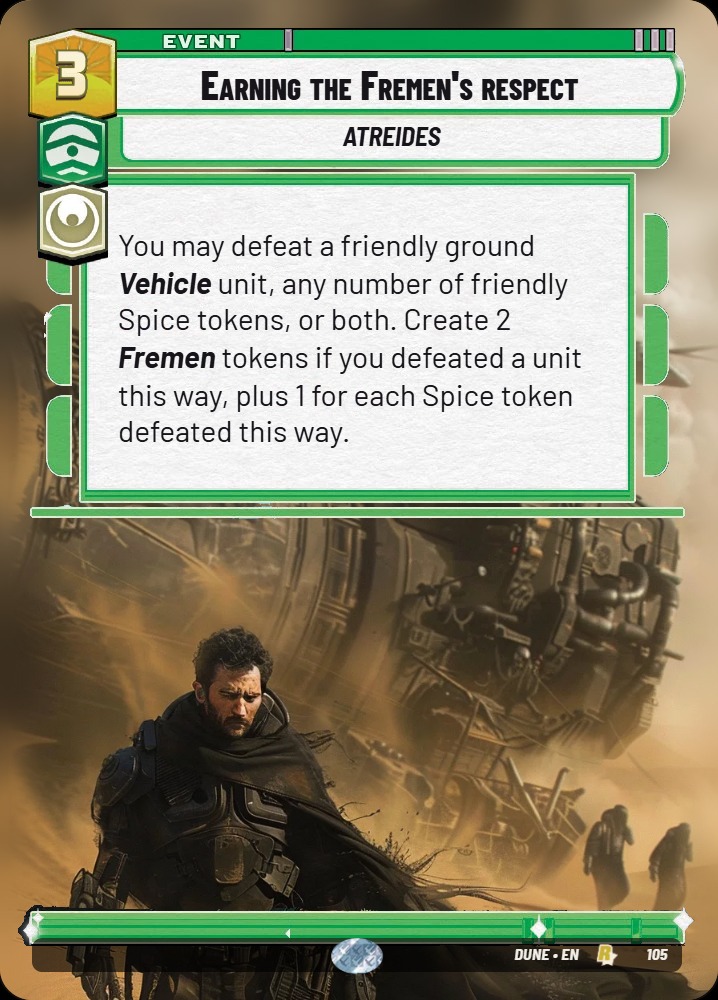 EVENT
3
Earning the Fremen's respect
ATREIDES
You may defeat a friendly ground
Vehicle unit, any number of friendly
Spice tokens, or both. Create 2
Fremen tokens if you defeated a unit
this way, plus 1 for each Spice token
defeated this way.
DUNE • EN R 105